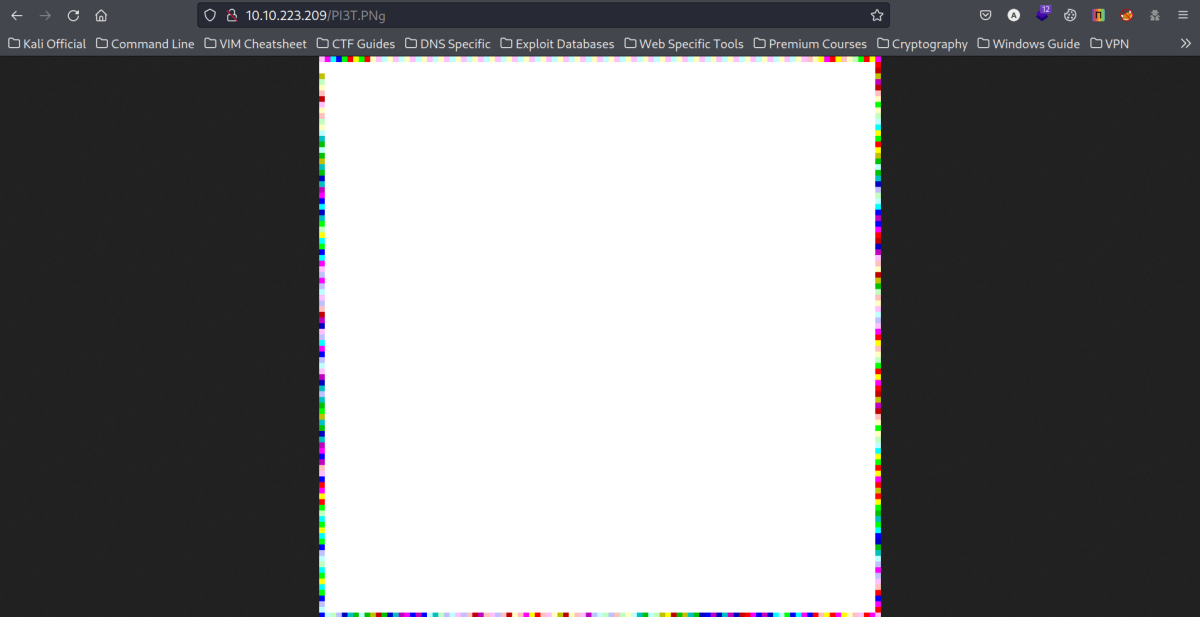 10.10.223.209/PI3T.PNg
12
Kali Official Command Line VIM Cheatsheet CTF Guides DNS Specific Exploit Databases Web Specific Tools Premium Courses Cryptography Windows Guide VPN